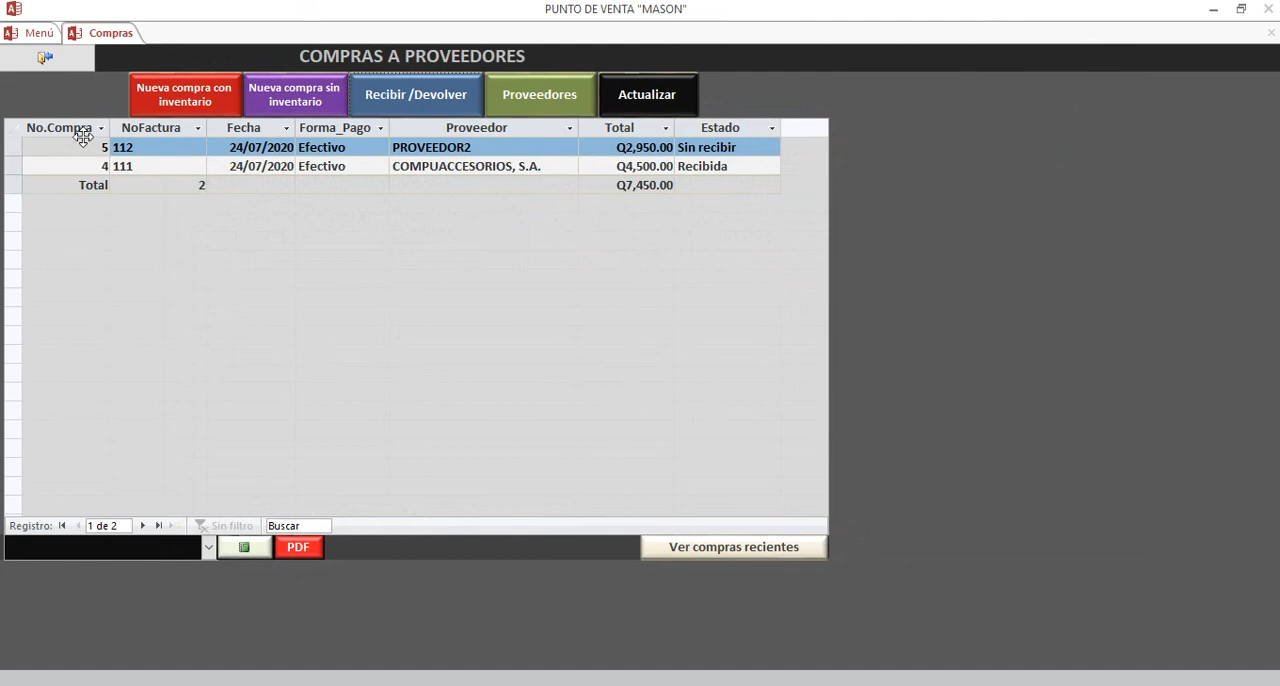 PUNTO DE VENTA "MASON"
Menú Compras
COMPRAS A PROVEEDORES
Nueva compra con inventario Nueva compra sin inventario Recibir /Devolver Proveedores Actualizar
No.Compra NoFactura Fecha Forma_Pago Proveedor Total Estado
5 112 24/07/2020 Efectivo PROVEEDOR2 Q2,950.00 Sin recibir
4 111 24/07/2020 Efectivo COMPUACCESORIOS, S.A. Q4,500.00 Recibida
Total 2 Q7,450.00
Registro: 1 de 2 Sin filtro Buscar
PDF Ver compras recientes